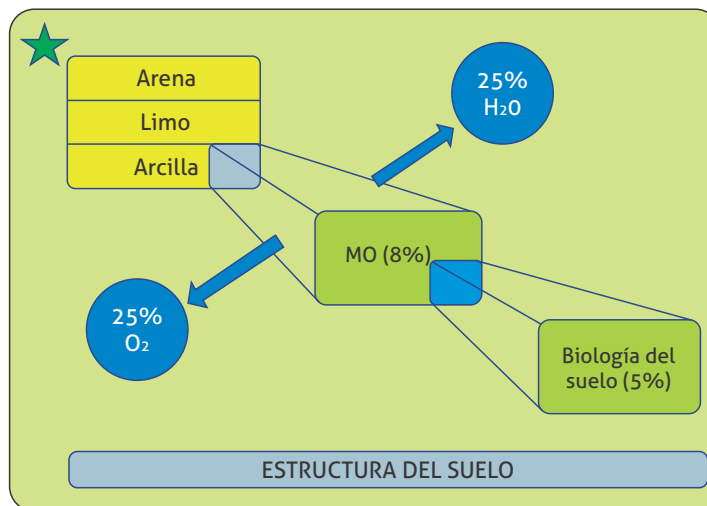 Arena
Limo
Arcilla
25%
H₂0
MO (8%)
25%
O₂
Biología del
suelo (5%)
ESTRUCTURA DEL SUELO